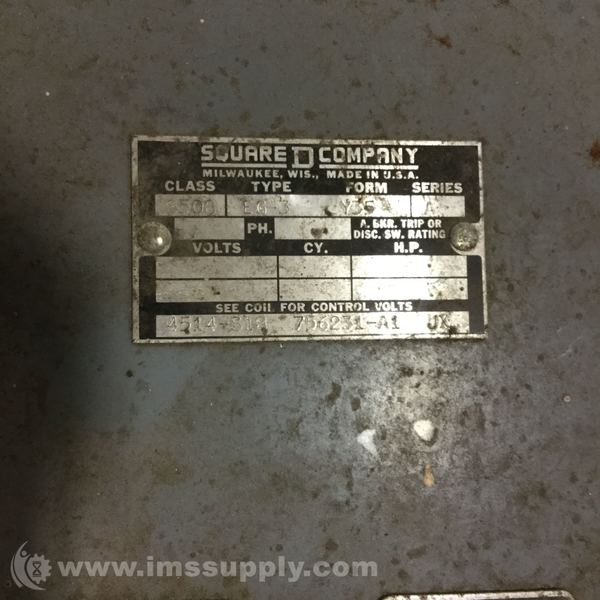 SQUARE D COMPANY
MILWAUKEE, WIS., MADE IN U.S.A.
CLASS TYPE FORM SERIES
A
PH. A. BKR. TRIP OR
DISC. SW. RATING
VOLTS CY. H.P.
SEE COIL FOR CONTROL VOLTS
756231-A1
www.imssupply.com